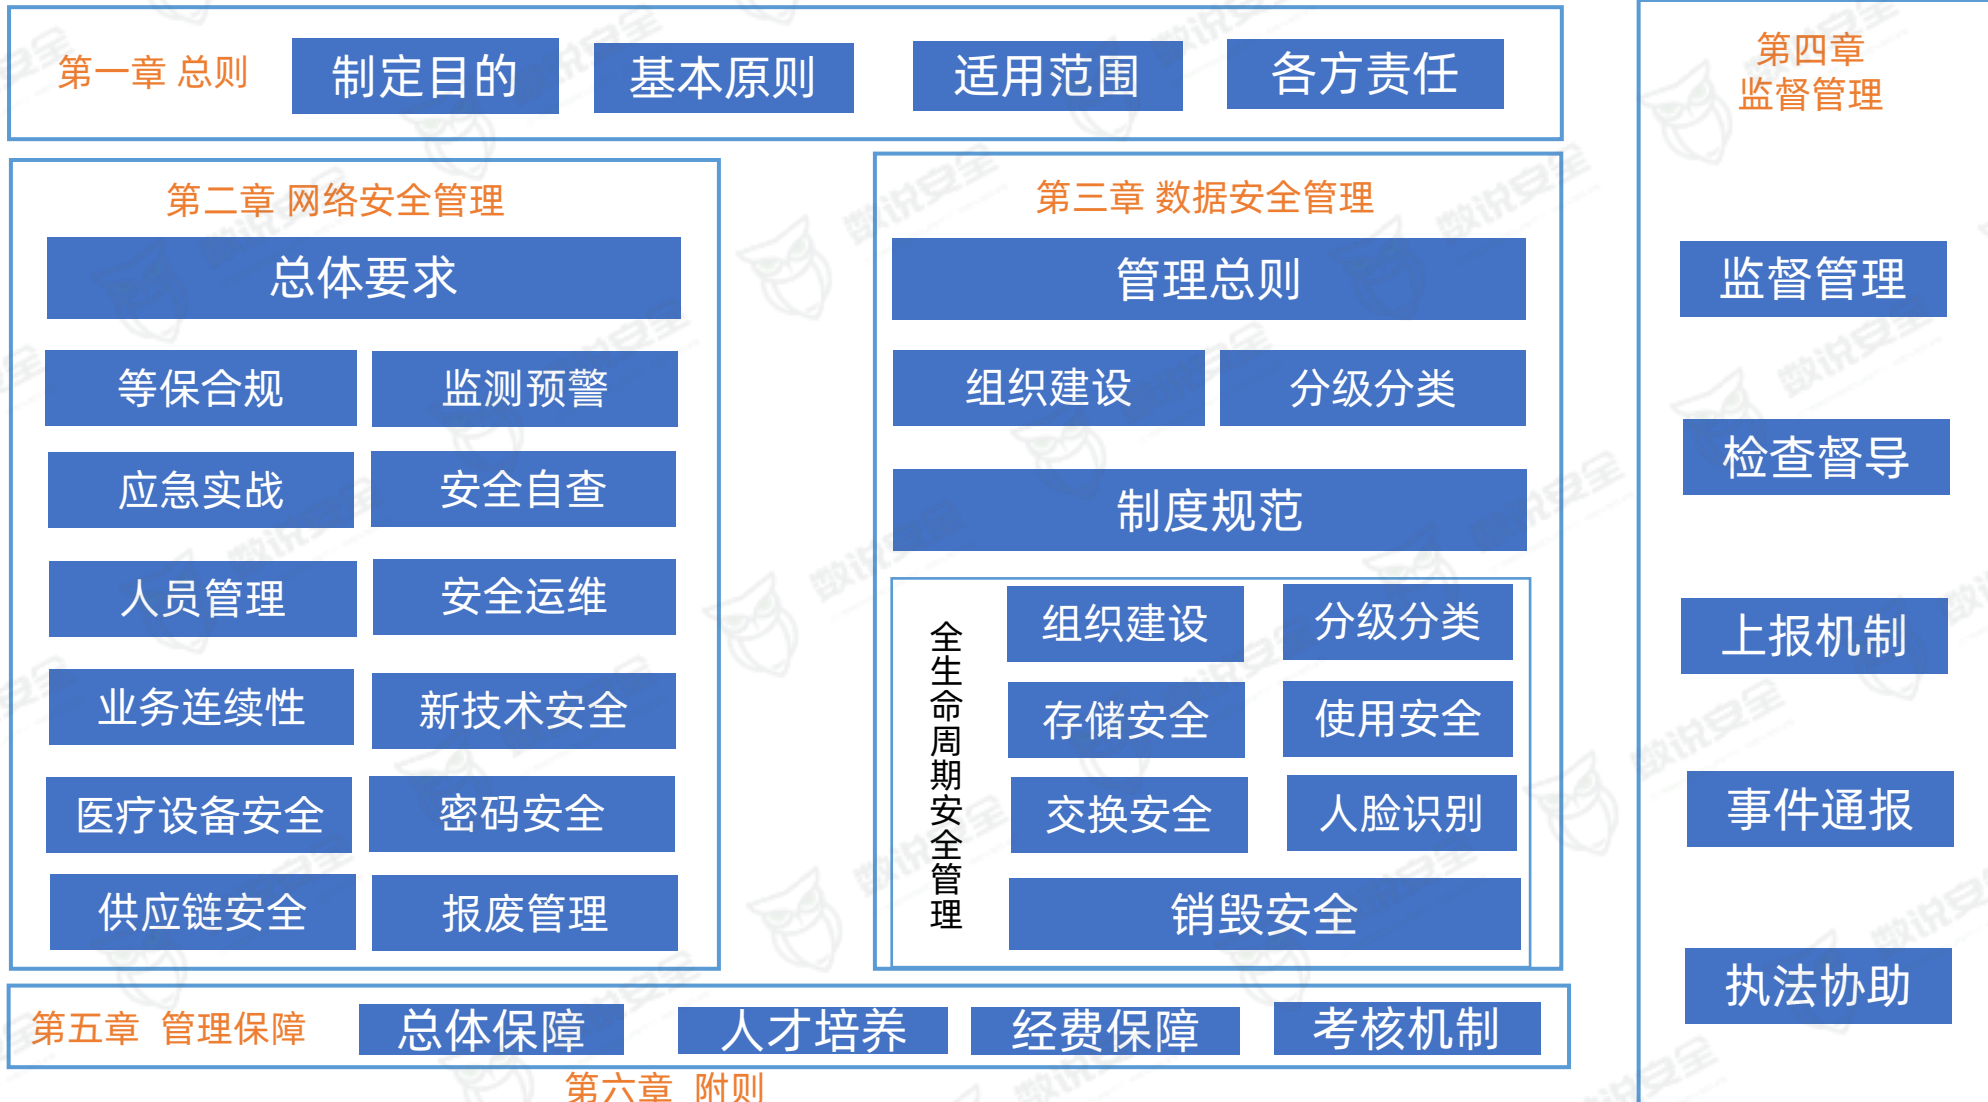 第一章 总则
制定目的
基本原则
适用范围
各方责任
第二章 网络安全管理
总体要求
等保合规
监测预警
应急实战
安全自查
人员管理
安全运维
业务连续性
新技术安全
医疗设备安全
密码安全
供应链安全
报废管理
第三章 数据安全管理
管理总则
组织建设
分级分类
制度规范
全生命周期安全管理
组织建设
分级分类
存储安全
使用安全
交换安全
人脸识别
销毁安全
第四章
监督管理
监督管理
检查督导
上报机制
事件通报
执法协助
第五章 管理保障
总体保障
人才培养
经费保障
考核机制
第六章 附则
数说安全